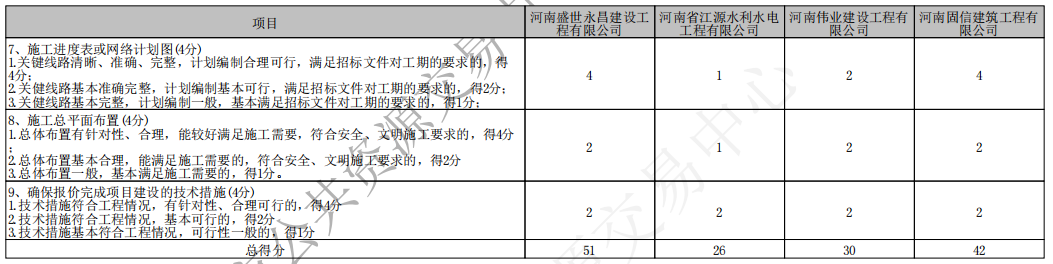 项目
河南盛世永昌建设工
程有限公司
河南省江源水利水电
工程有限公司
河南伟业建设工程有
限公司
河南固信建筑工程有
限公司
7、施工进度表或网络计划图(4分)
1.关键线路清晰、准确、完整，计划编制合理可行，满足招标文件对工期的要求的，得
4分；
2.关健线路基本准确完整，计划编制基本可行，满足招标文件对工期的要求的，得2分；
3.关健线路基本完整，计划编制一般，基本满足招标文件对工期的要求的，得1分；
4
1
2
4
8、施工总平面布置(4分)
1.总体布置有针对性、合理，能较好满足施工需要，符合安全、文明施工要求的，得4分
；
2.总体布置基本合理，能满足施工需要的，符合安全、文明施工要求的，得2分
3.总体布置一般，基本满足施工需要的，得1分。
2
1
2
2
9、确保报价完成项目建设的技术措施(4分)
1.技术措施符合工程情况，有针对性、合理可行的，得4分
2.技术措施符合工程情况，基本可行的，得2分
3.技术措施基本符合工程情况，可行性一般的，得1分
2
2
2
2
总得分
51
26
30
42
公共资源交易中心
交易中心